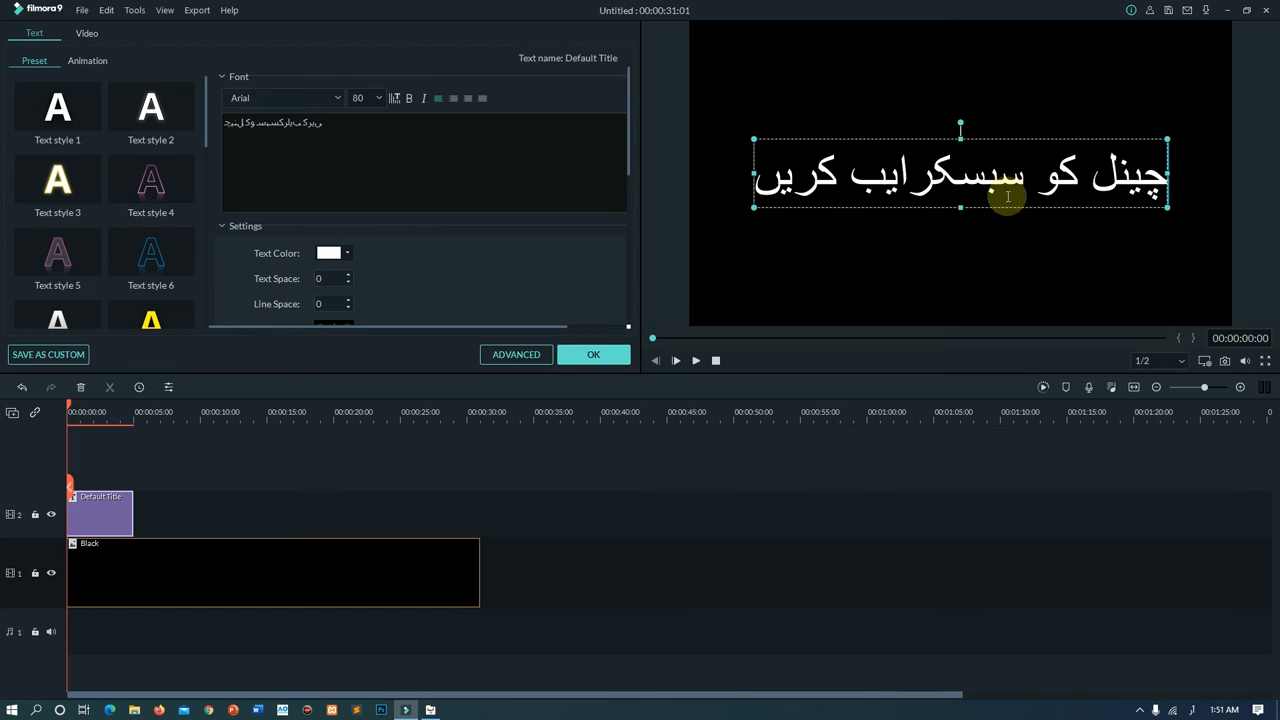 filmora9 File Edit Tools View Export Help
Untitled : 00:00:31:01
Text Video
Preset Animation
Text name: Default Title
Font
Arial 80 B I
Text style 1
Text style 2
Text style 3
Text style 4
Text style 5
Text style 6
Settings
Text Color:
Text Space: 0
Line Space: 0
SAVE AS CUSTOM ADVANCED OK
چینل کو سبسکرایب کریں
00:00:00:00
1/2
00:00:00:00 00:00:05:00 00:00:10:00 00:00:15:00 00:00:20:00 00:00:25:00 00:00:30:00 00:00:35:00 00:00:40:00 00:00:45:00 00:00:50:00 00:00:55:00 00:01:00:00 00:01:05:00 00:01:10:00 00:01:15:00 00:01:20:00 00:01:25:00 0
2 Default Title
1 Black
1
1:51 AM